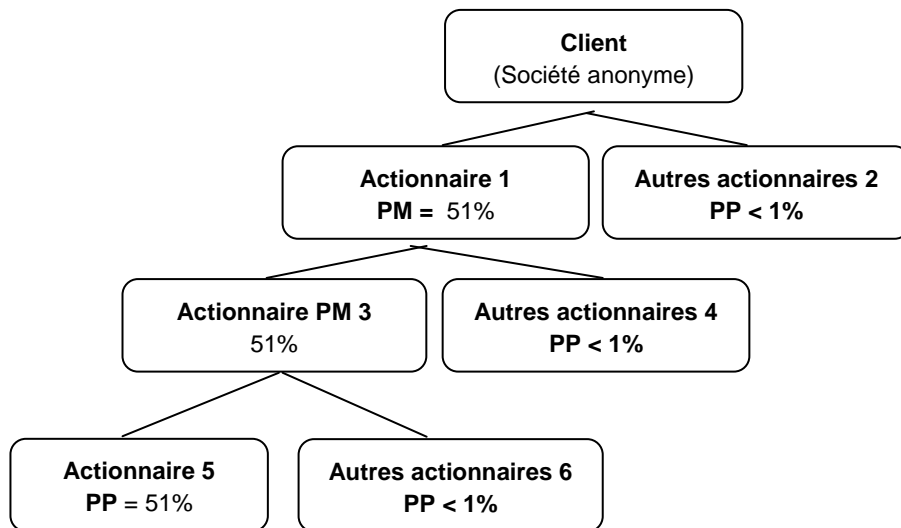 Client
(Société anonyme)
Actionnaire 1
PM = 51%
Autres actionnaires 2
PP < 1%
Actionnaire PM 3
51%
Autres actionnaires 4
PP < 1%
Actionnaire 5
PP = 51%
Autres actionnaires 6
PP < 1%